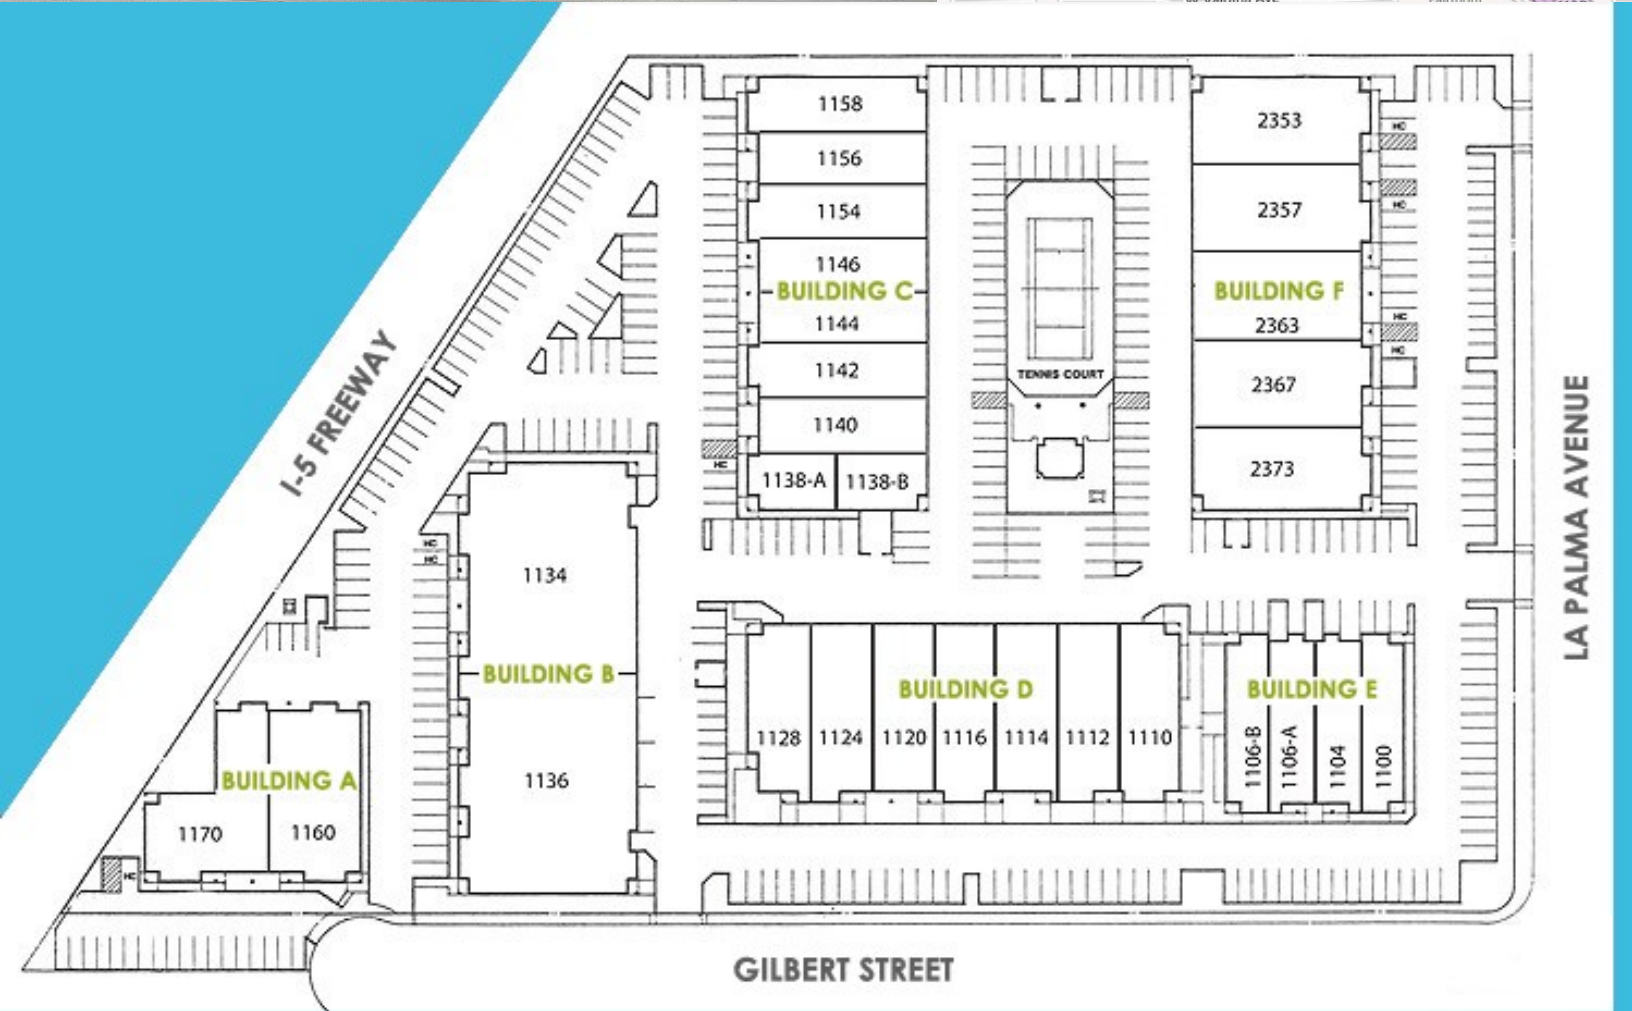 1158
1156
1154
1146
BUILDING C
1144
1142
1140
1138-A
1138-B
HC
TENNIS COURT
2353
2357
BUILDING F
2363
2367
2373
HC
HC
HC
HC
I-5 FREEWAY
LA PALMA AVENUE
HC
HC
1134
BUILDING B
1136
BUILDING D
1128
1124
1120
1116
1114
1112
1110
BUILDING E
1106-B
1106-A
1104
1100
BUILDING A
1170
1160
HC
GILBERT STREET